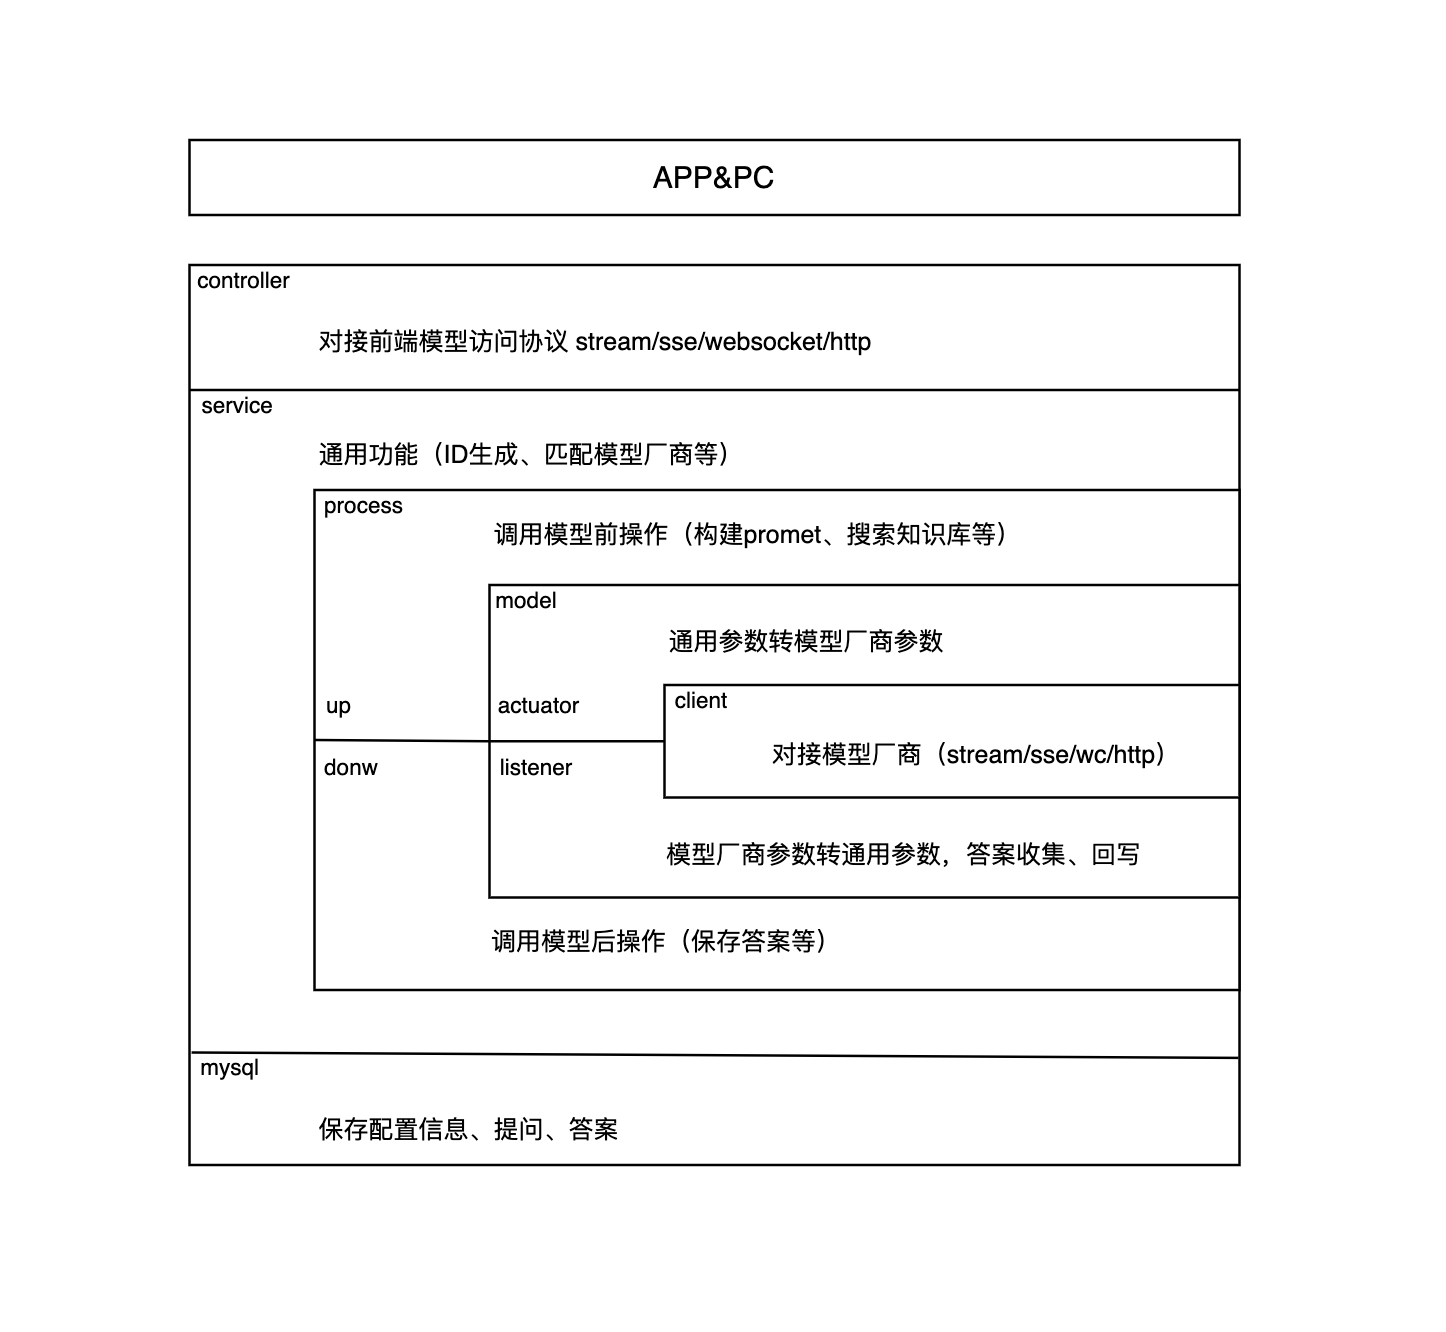 APP&PC
controller
对接前端模型访问协议 stream/sse/websocket/http
service
通用功能（ID生成、匹配模型厂商等）
process
调用模型前操作（构建promet、搜索知识库等）
model
通用参数转模型厂商参数
up
actuator
client
对接模型厂商（stream/sse/wc/http）
donw
listener
模型厂商参数转通用参数，答案收集、回写
调用模型后操作（保存答案等）
mysql
保存配置信息、提问、答案